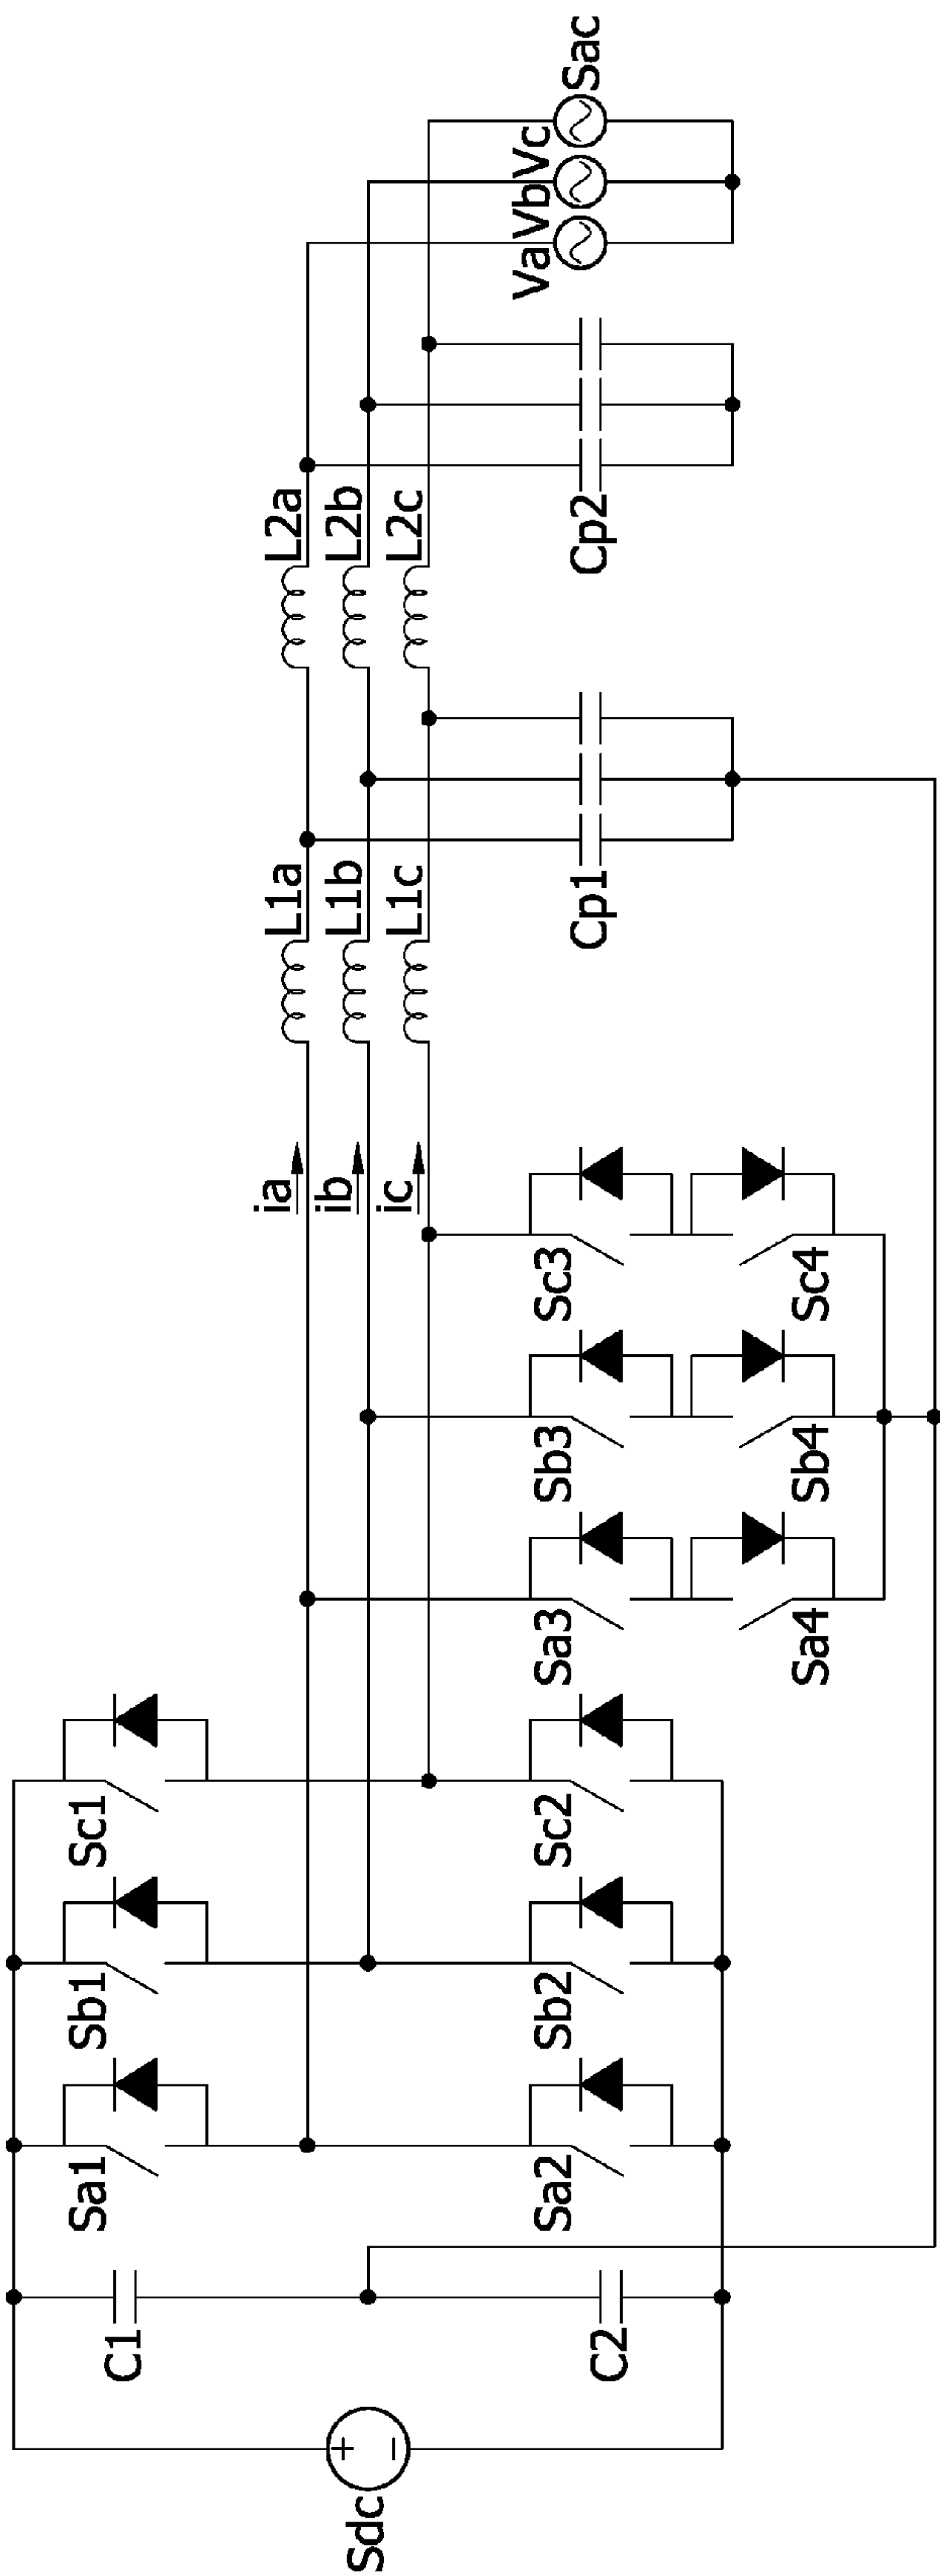 Sdc
+
−
C1
C2
Sa1
Sb1
Sc1
Sa2
Sb2
Sc2
Sa3
Sb3
Sc3
Sa4
Sb4
Sc4
ia
ib
ic
L1a
L1b
L1c
Cp1
L2a
L2b
L2c
Cp2
Va
Vb
Vc
Sac